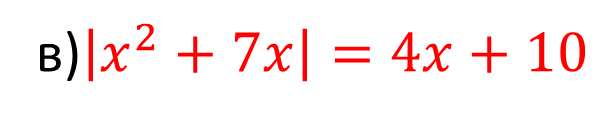 в)|x² + 7x| = 4x + 10